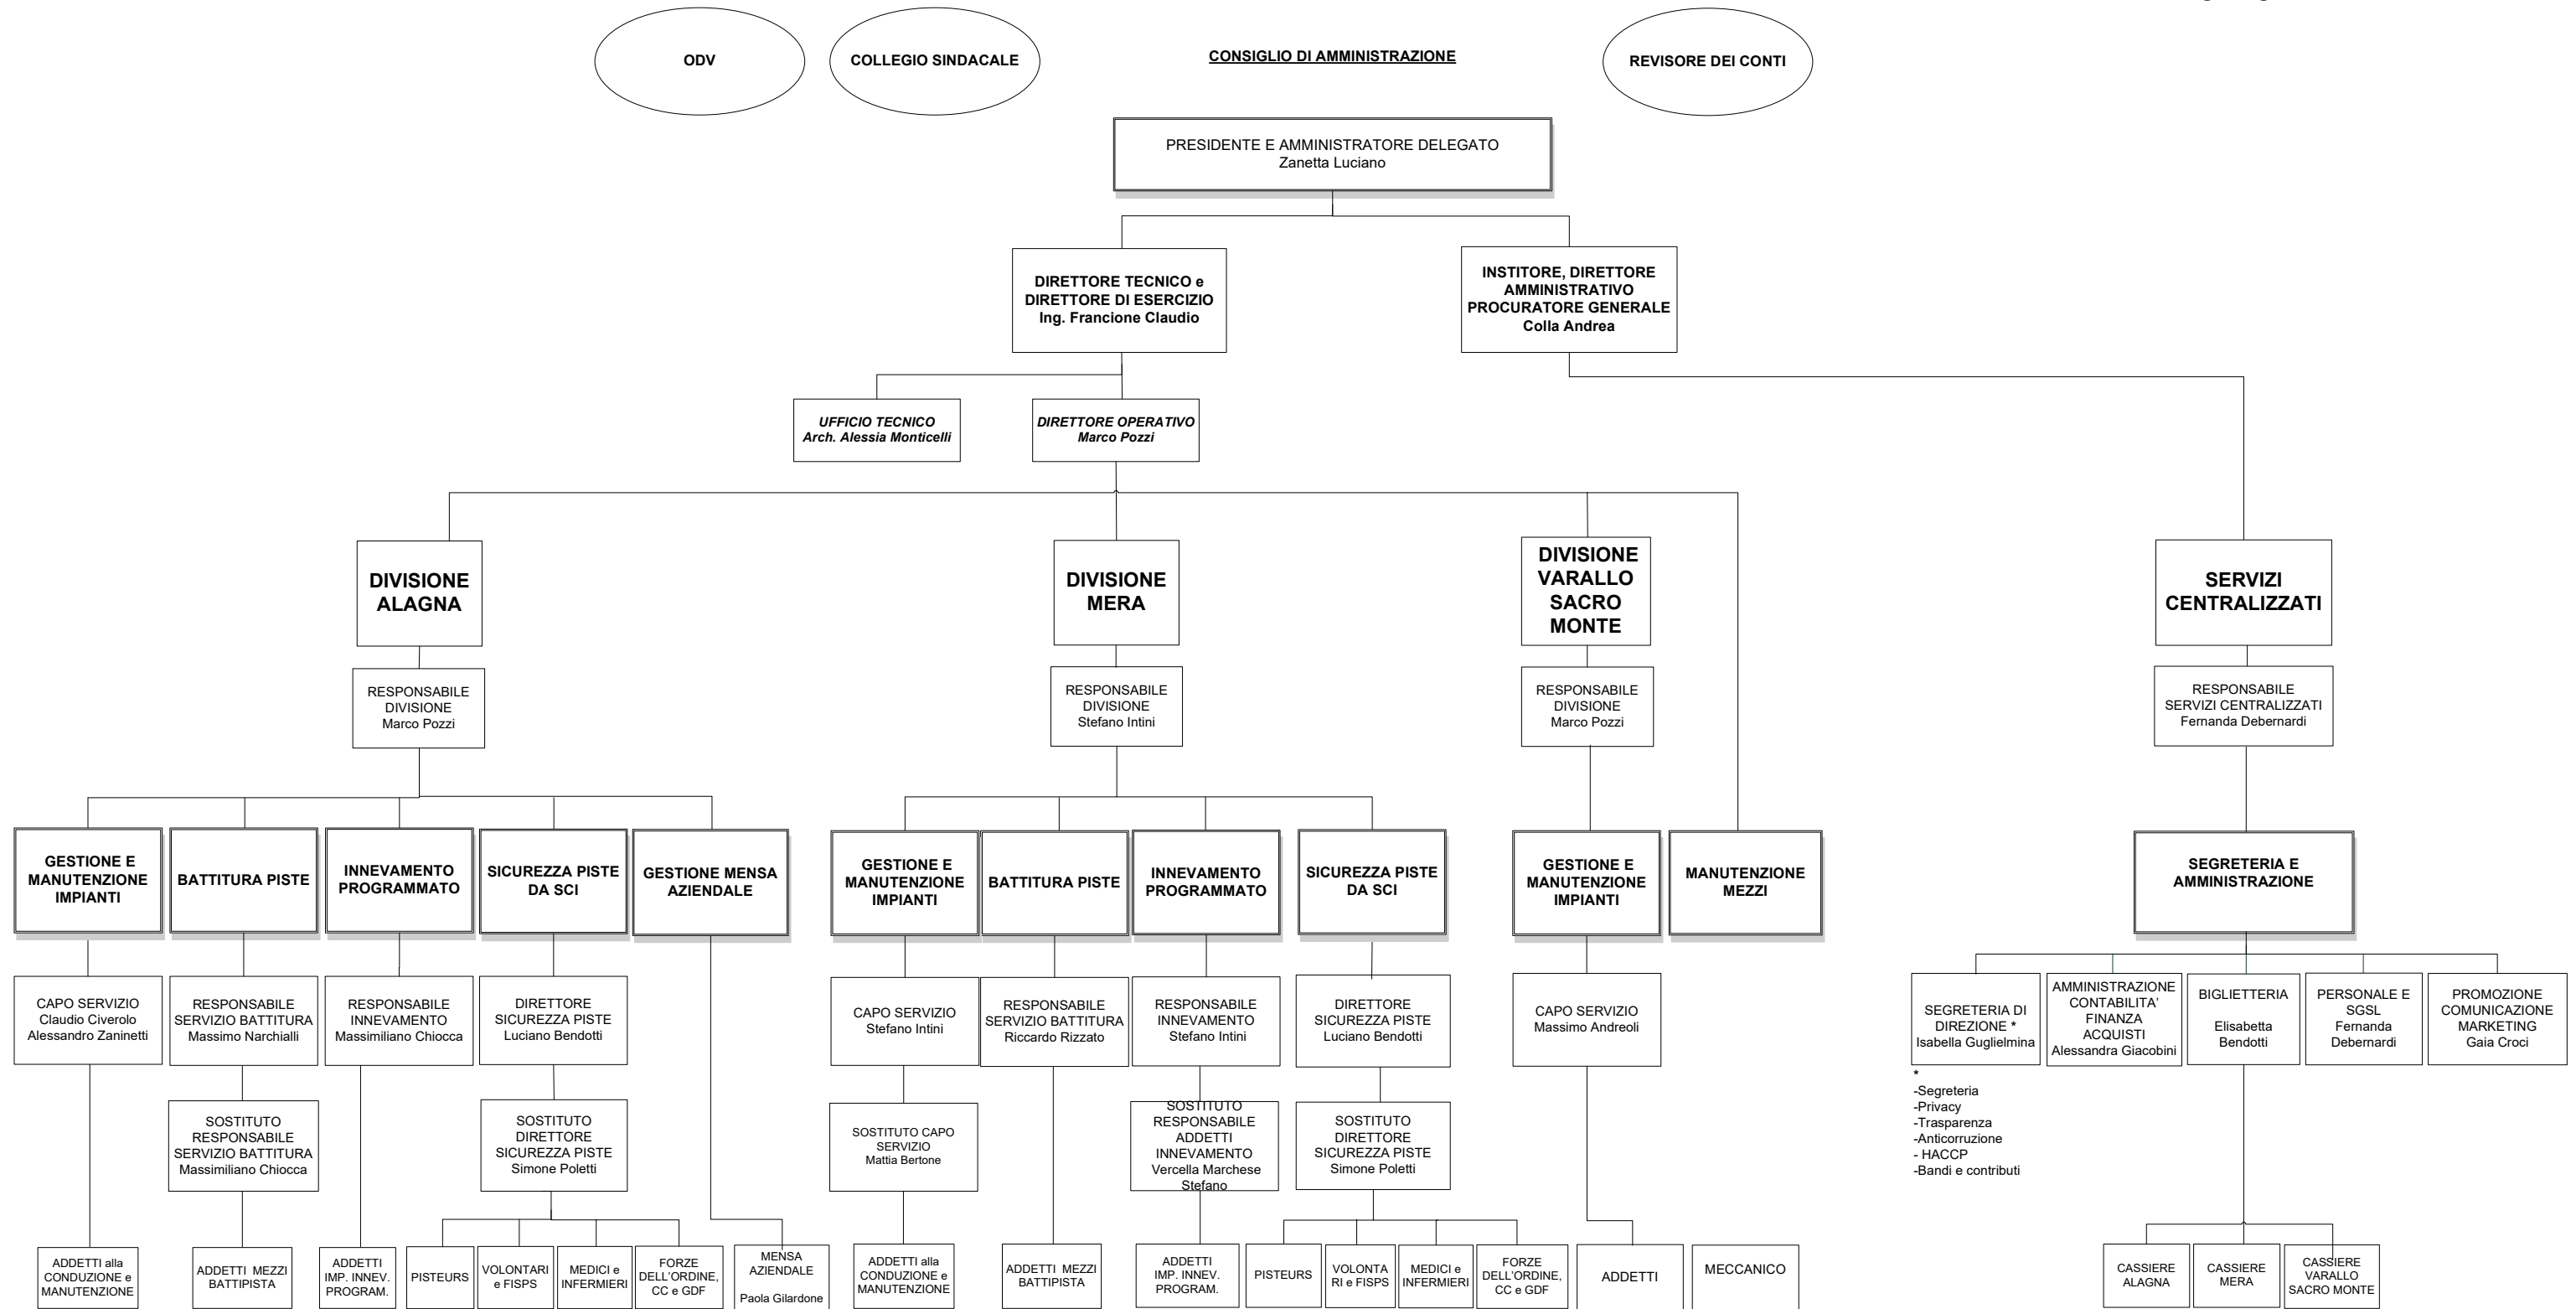 ODV
COLLEGIO SINDACALE
CONSIGLIO DI AMMINISTRAZIONE
REVISORE DEI CONTI
PRESIDENTE E AMMINISTRATORE DELEGATO
Zanetta Luciano
DIRETTORE TECNICO e
DIRETTORE DI ESERCIZIO
Ing. Francione Claudio
INSTITORE, DIRETTORE
AMMINISTRATIVO
PROCURATORE GENERALE
Colla Andrea
UFFICIO TECNICO
Arch. Alessia Monticelli
DIRETTORE OPERATIVO
Marco Pozzi
DIVISIONE
ALAGNA
DIVISIONE
MERA
DIVISIONE
VARALLO
SACRO
MONTE
SERVIZI
CENTRALIZZATI
RESPONSABILE
DIVISIONE
Marco Pozzi
RESPONSABILE
DIVISIONE
Stefano Intini
RESPONSABILE
DIVISIONE
Marco Pozzi
RESPONSABILE
SERVIZI CENTRALIZZATI
Fernanda Debernardi
GESTIONE E
MANUTENZIONE
IMPIANTI
BATTITURA PISTE
INNEVAMENTO
PROGRAMMATO
SICUREZZA PISTE
DA SCI
GESTIONE MENSA
AZIENDALE
GESTIONE E
MANUTENZIONE
IMPIANTI
BATTITURA PISTE
INNEVAMENTO
PROGRAMMATO
SICUREZZA PISTE
DA SCI
GESTIONE E
MANUTENZIONE
IMPIANTI
MANUTENZIONE
MEZZI
SEGRETERIA E
AMMINISTRAZIONE
CAPO SERVIZIO
Claudio Civerolo
Alessandro Zaninetti
RESPONSABILE
SERVIZIO BATTITURA
Massimo Narchialli
RESPONSABILE
INNEVAMENTO
Massimiliano Chiocca
DIRETTORE
SICUREZZA PISTE
Luciano Bendotti
CAPO SERVIZIO
Stefano Intini
RESPONSABILE
SERVIZIO BATTITURA
Riccardo Rizzato
RESPONSABILE
INNEVAMENTO
Stefano Intini
DIRETTORE
SICUREZZA PISTE
Luciano Bendotti
CAPO SERVIZIO
Massimo Andreoli
SEGRETERIA DI
DIREZIONE *
Isabella Guglielmina
AMMINISTRAZIONE
CONTABILITA’
FINANZA
ACQUISTI
Alessandra Giacobini
BIGLIETTERIA
Elisabetta
Bendotti
PERSONALE E
SGSL
Fernanda
Debernardi
PROMOZIONE
COMUNICAZIONE
MARKETING
Gaia Croci
*
-Segreteria
-Privacy
-Trasparenza
-Anticorruzione
- HACCP
-Bandi e contributi
SOSTITUTO
RESPONSABILE
SERVIZIO BATTITURA
Massimiliano Chiocca
SOSTITUTO
DIRETTORE
SICUREZZA PISTE
Simone Poletti
SOSTITUTO CAPO
SERVIZIO
Mattia Bertone
SOSTITUTO
RESPONSABILE
ADDETTI
INNEVAMENTO
Vercella Marchese
Stefano
SOSTITUTO
DIRETTORE
SICUREZZA PISTE
Simone Poletti
ADDETTI alla
CONDUZIONE e
MANUTENZIONE
ADDETTI MEZZI
BATTIPISTA
ADDETTI
IMP. INNEV.
PROGRAM.
PISTEURS
VOLONTARI
e FISPS
MEDICI e
INFERMIERI
FORZE
DELL’ORDINE,
CC e GDF
MENSA
AZIENDALE
Paola Gilardone
ADDETTI alla
CONDUZIONE e
MANUTENZIONE
ADDETTI MEZZI
BATTIPISTA
ADDETTI
IMP. INNEV.
PROGRAM.
PISTEURS
VOLONTA
RI e FISPS
MEDICI e
INFERMIERI
FORZE
DELL’ORDINE,
CC e GDF
ADDETTI
MECCANICO
CASSIERE
ALAGNA
CASSIERE
MERA
CASSIERE
VARALLO
SACRO MONTE